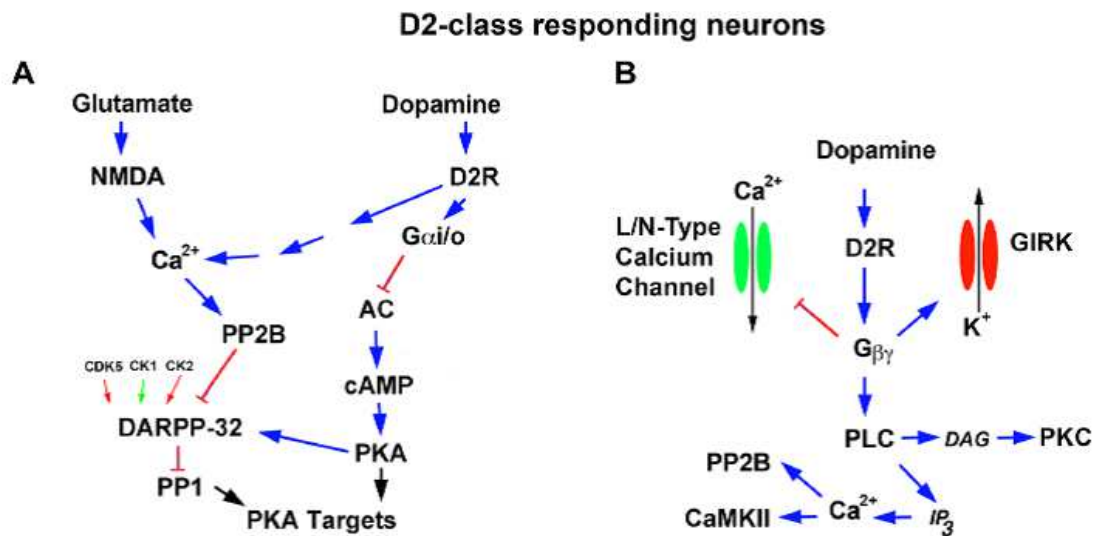 D2-class responding neurons
A
Glutamate
Dopamine
NMDA
D2R
Gαi/o
Ca²⁺
AC
PP2B
CDK5 CK1 CK2
cAMP
DARPP-32
PKA
PP1
PKA Targets
B
Dopamine
Ca²⁺
L/N-Type
Calcium
Channel
D2R
GIRK
K⁺
Gβγ
PLC
DAG
PKC
PP2B
CaMKII
Ca²⁺
IP₃